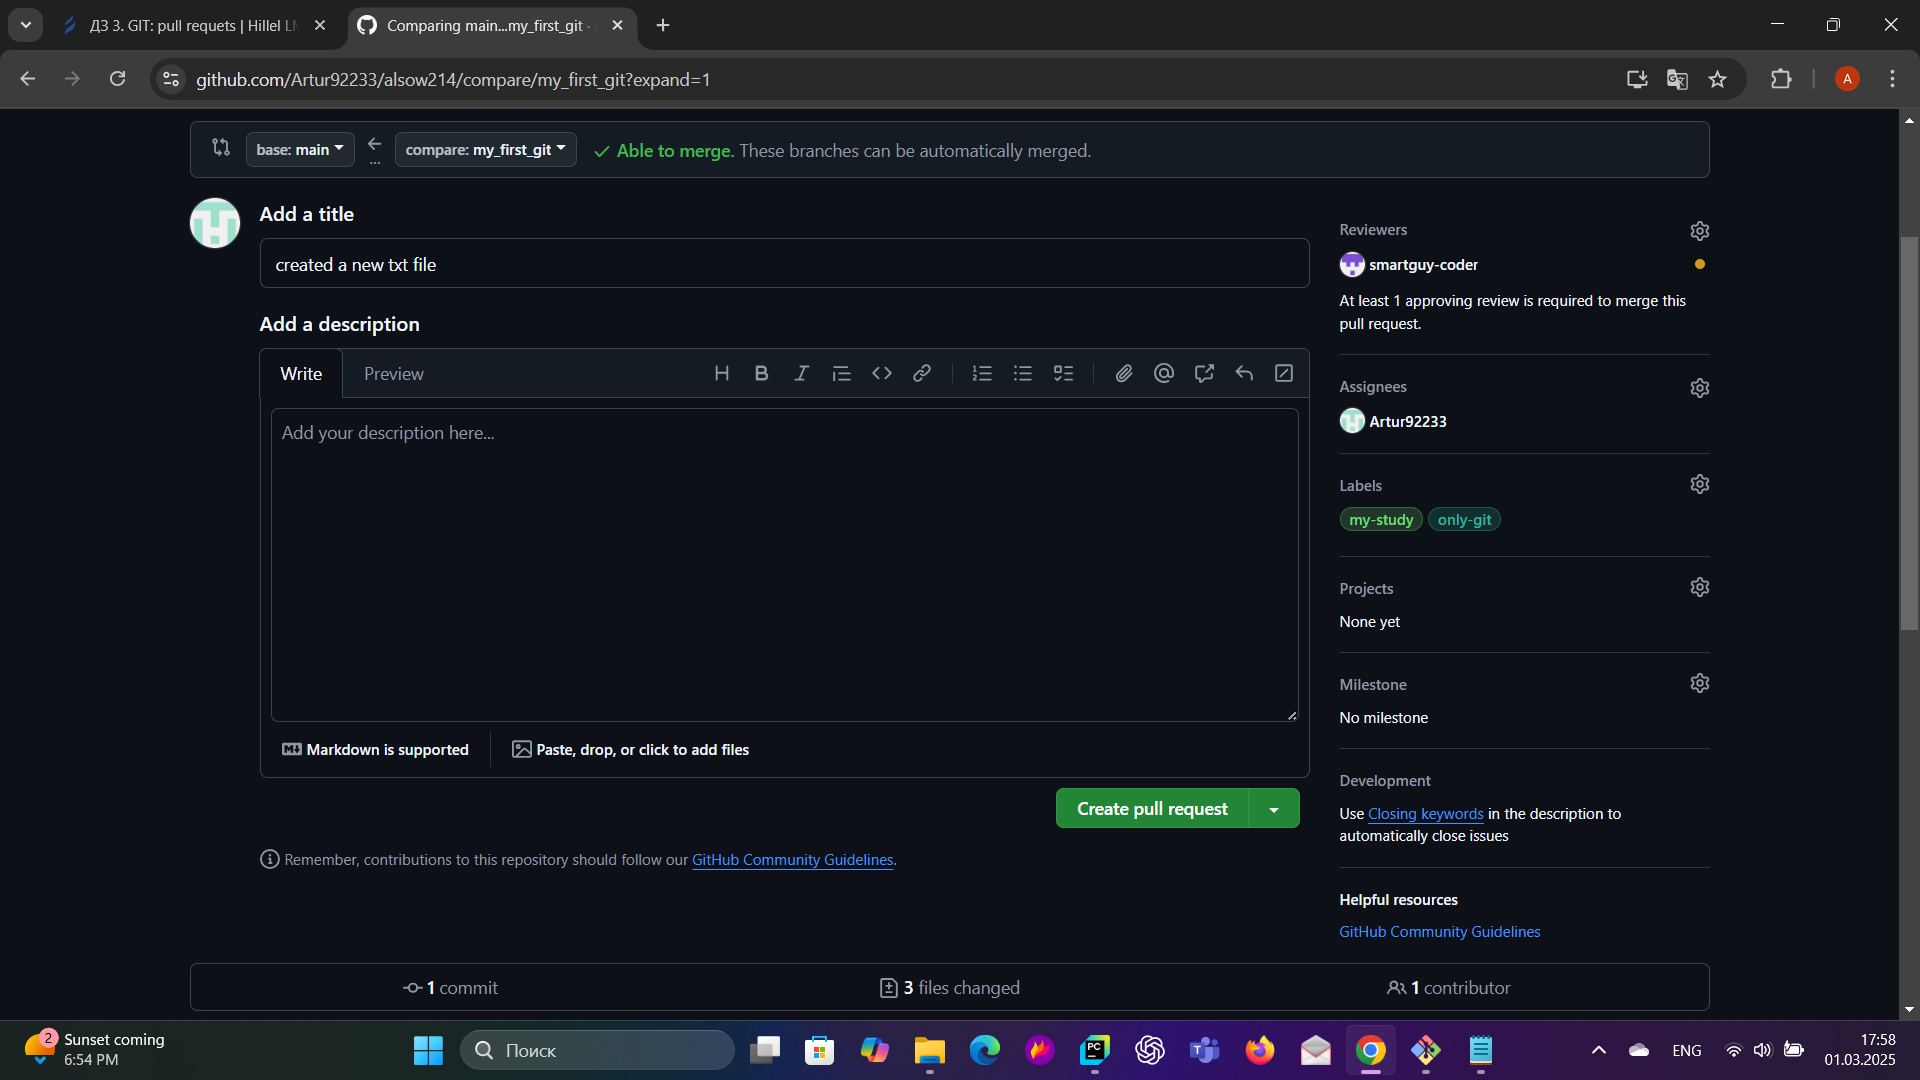 ДЗ 3. GIT: pull requets | Hillel
Comparing main...my_first_git ·
github.com/Artur92233/alsow214/compare/my_first_git?expand=1
A
base: main
compare: my_first_git
Able to merge. These branches can be automatically merged.
Add a title
created a new txt file
Add a description
Write
Preview
Add your description here...
Markdown is supported
Paste, drop, or click to add files
Create pull request
Remember, contributions to this repository should follow our GitHub Community Guidelines.
Reviewers
smartguy-coder
At least 1 approving review is required to merge this
pull request.
Assignees
Artur92233
Labels
my-study
only-git
Projects
None yet
Milestone
No milestone
Development
Use Closing keywords in the description to
automatically close issues
Helpful resources
GitHub Community Guidelines
1 commit
3 files changed
1 contributor
2
Sunset coming
6:54 PM
Поиск
PC
ENG
17:58
01.03.2025